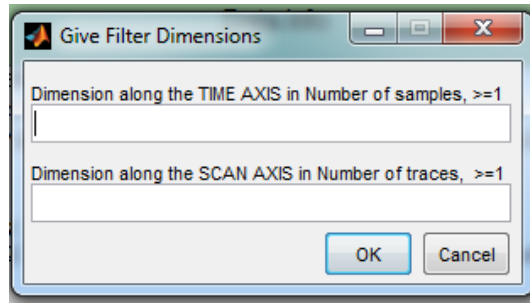 Give Filter Dimensions
Dimension along the TIME AXIS in Number of samples, >=1
Dimension along the SCAN AXIS in Number of traces,  >=1
OK Cancel